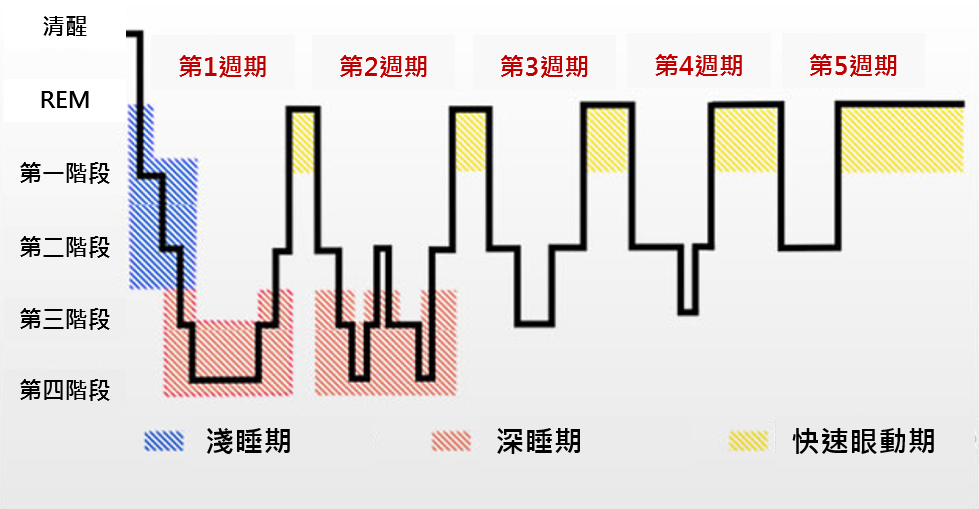 清醒
第1週期
第2週期
第3週期
第4週期
第5週期
REM
第一階段
第二階段
第三階段
第四階段
淺睡期
深睡期
快速眼動期